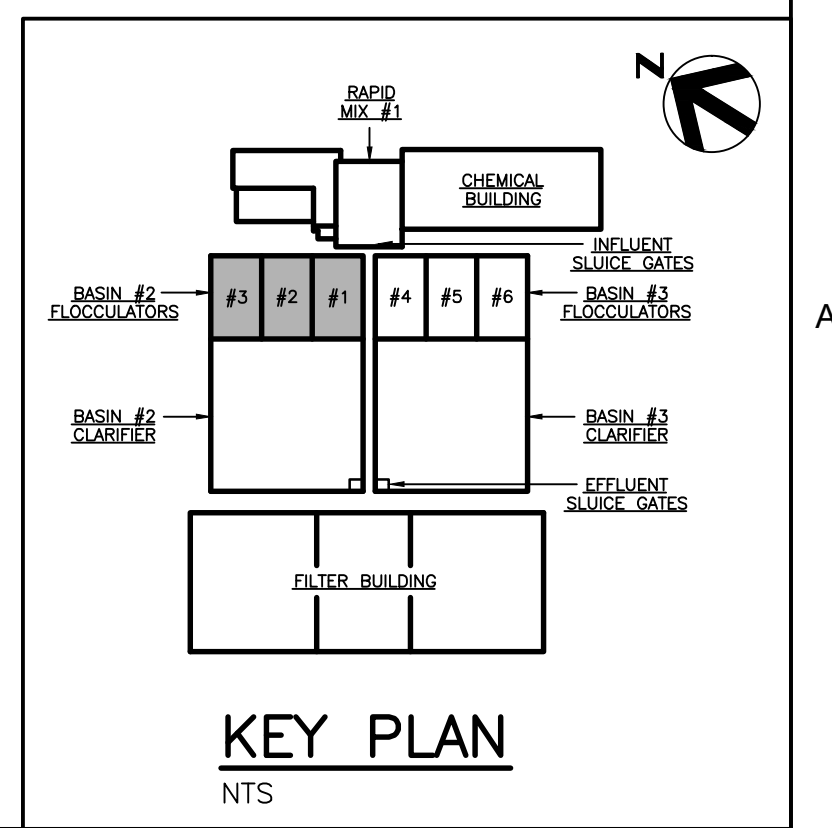 N
RAPID
MIX #1
CHEMICAL
BUILDING
INFLUENT
SLUICE GATES
BASIN #2
FLOCCULATORS
#3 #2 #1 #4 #5 #6
BASIN #3
FLOCCULATORS
A
BASIN #2
CLARIFIER
BASIN #3
CLARIFIER
EFFLUENT
SLUICE GATES
FILTER BUILDING
KEY PLAN
NTS